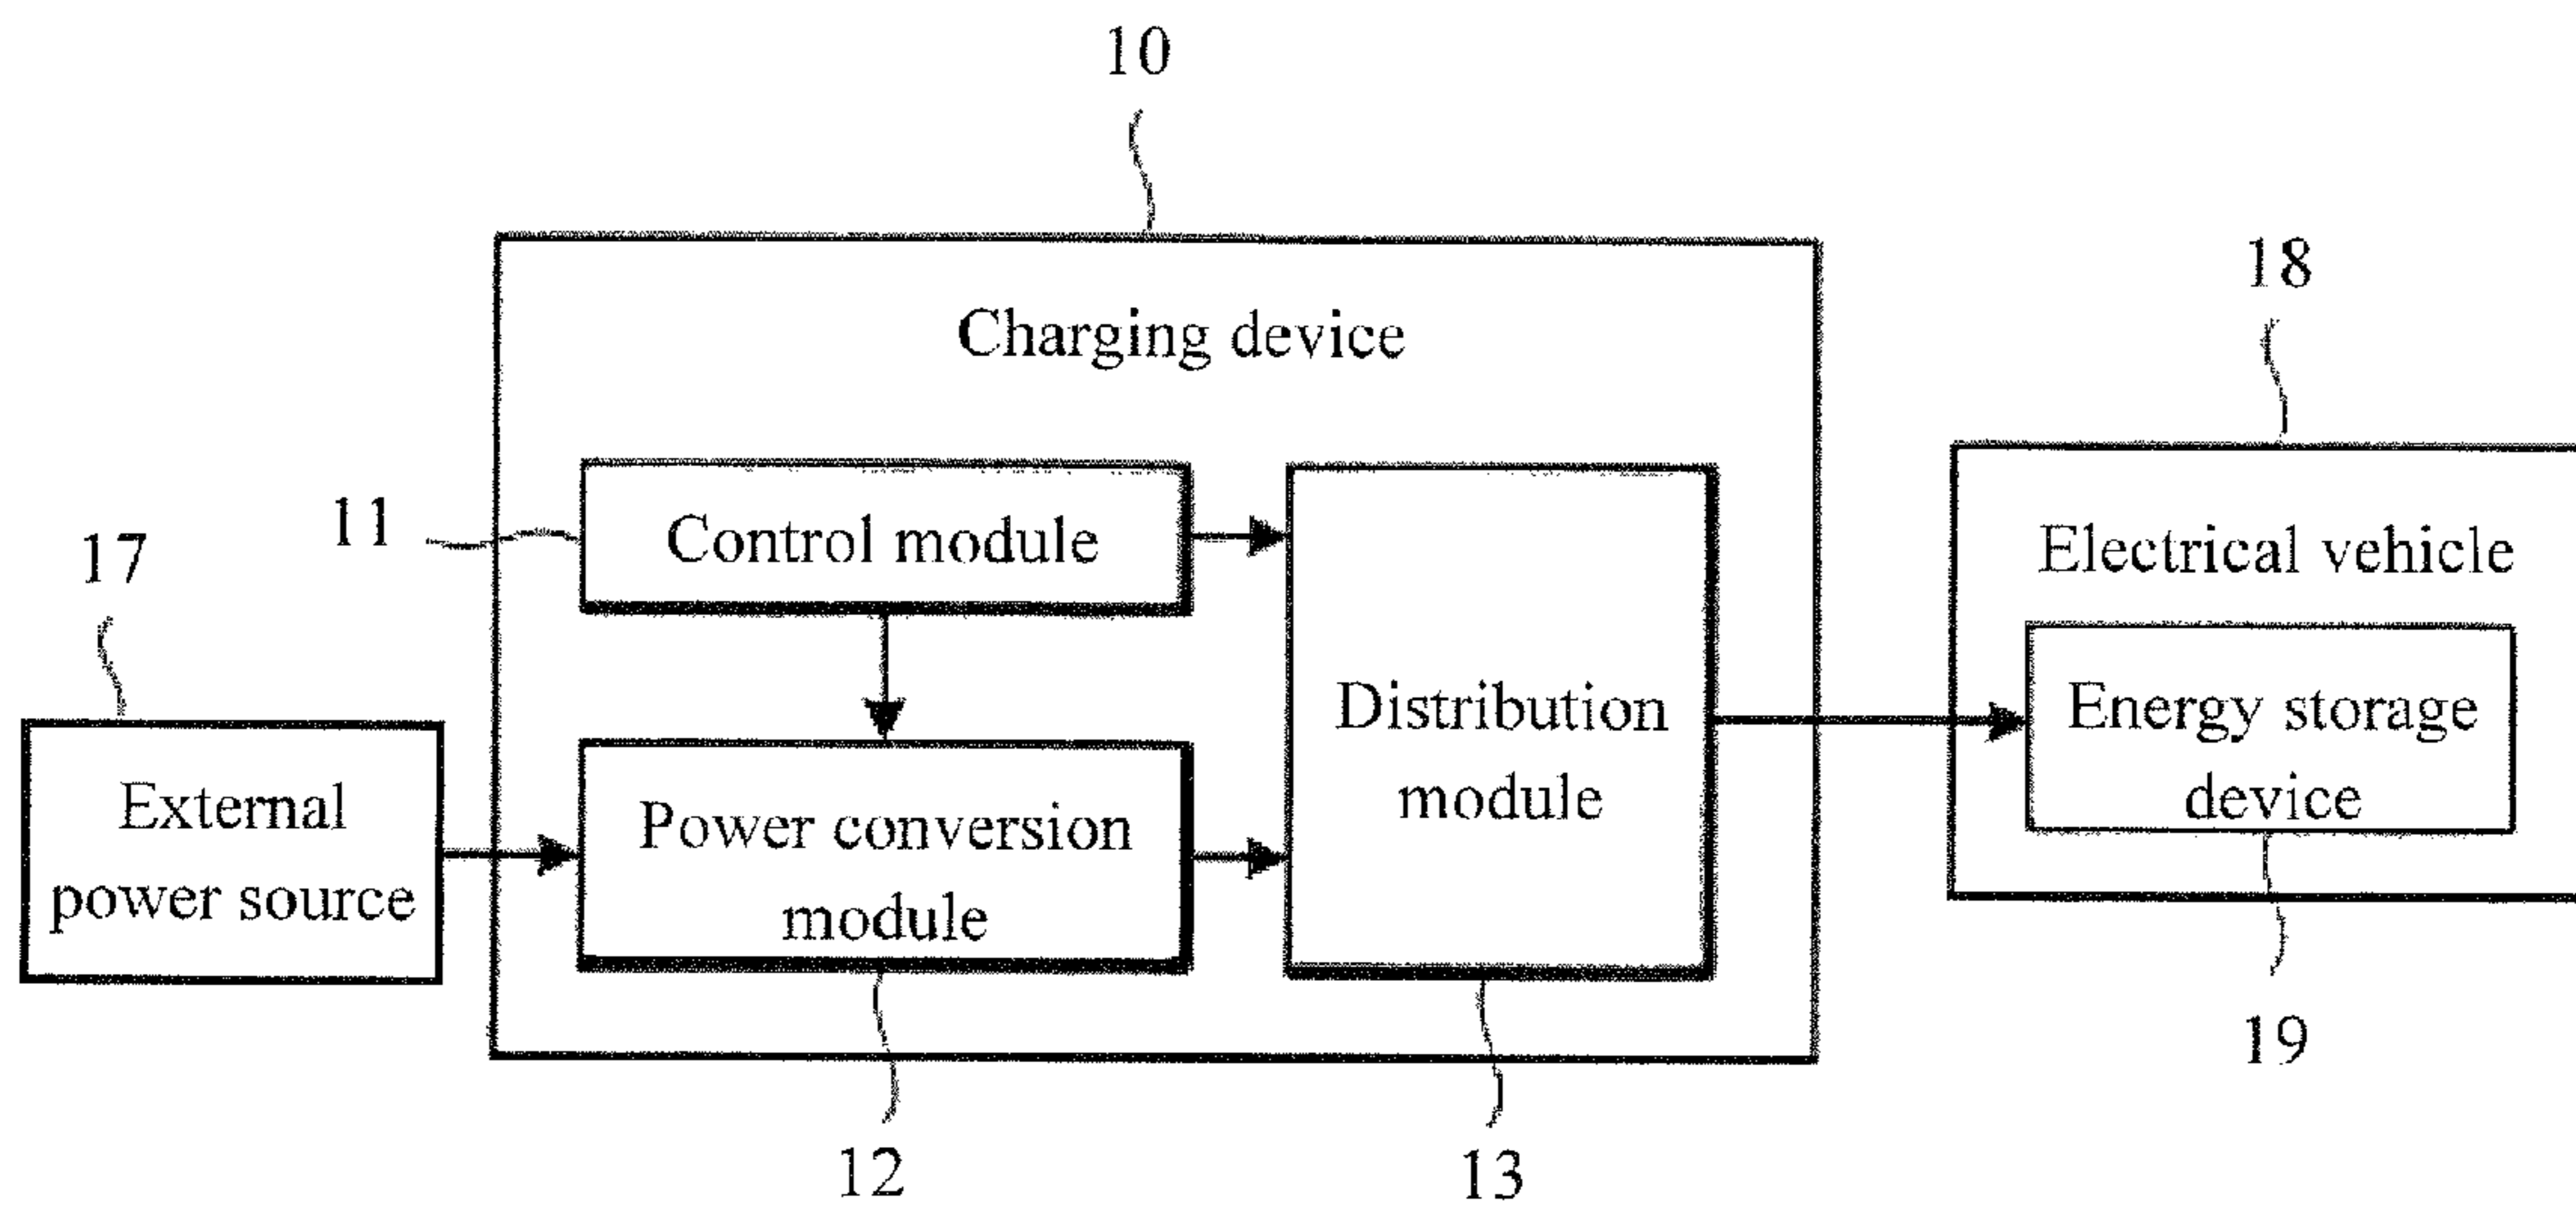 10
Charging device
18
11
Control module
17
Electrical vehicle
Distribution
module
Energy storage
device
External
power source
Power conversion
module
19
12
13